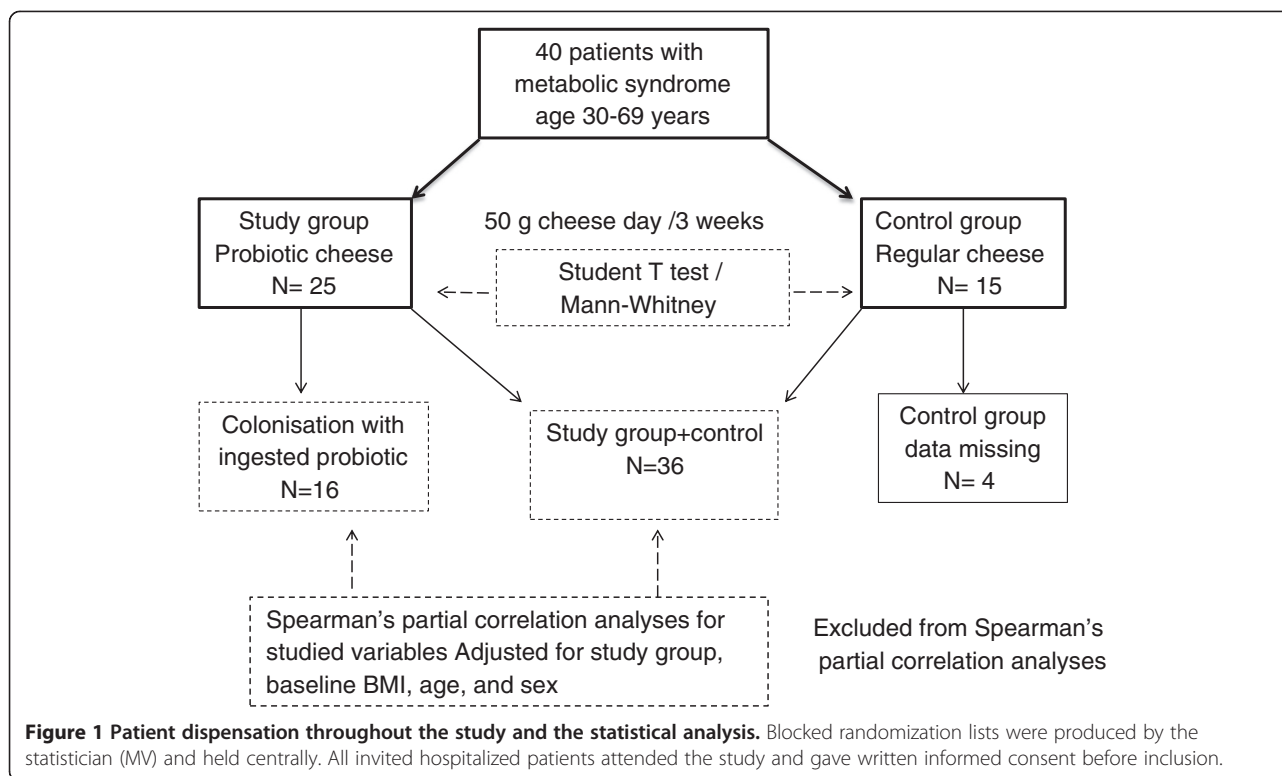 40 patients with
metabolic syndrome
age 30-69 years
Study group
Probiotic cheese
N= 25
50 g cheese day /3 weeks
Student T test /
Mann-Whitney
Control group
Regular cheese
N= 15
Colonisation with
ingested probiotic
N=16
Study group+control
N=36
Control group
data missing
N= 4
Spearman's partial correlation analyses for
studied variables Adjusted for study group,
baseline BMI, age, and sex
Excluded from Spearman's
partial correlation analyses
Figure 1 Patient dispensation throughout the study and the statistical analysis. Blocked randomization lists were produced by the
statistician (MV) and held centrally. All invited hospitalized patients attended the study and gave written informed consent before inclusion.